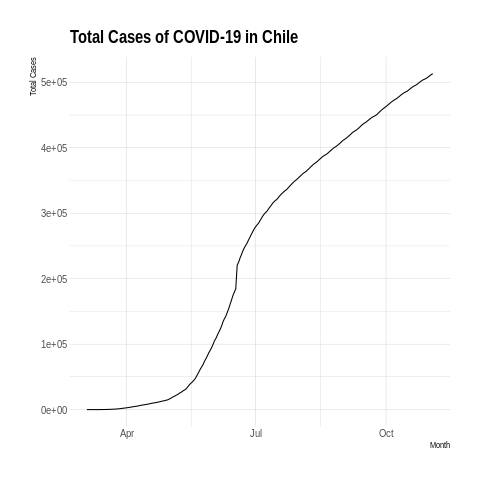 Total Cases of COVID-19 in Chile
Total Cases
5e+05
4e+05
3e+05
2e+05
1e+05
0e+00
Apr
Jul
Oct
Month